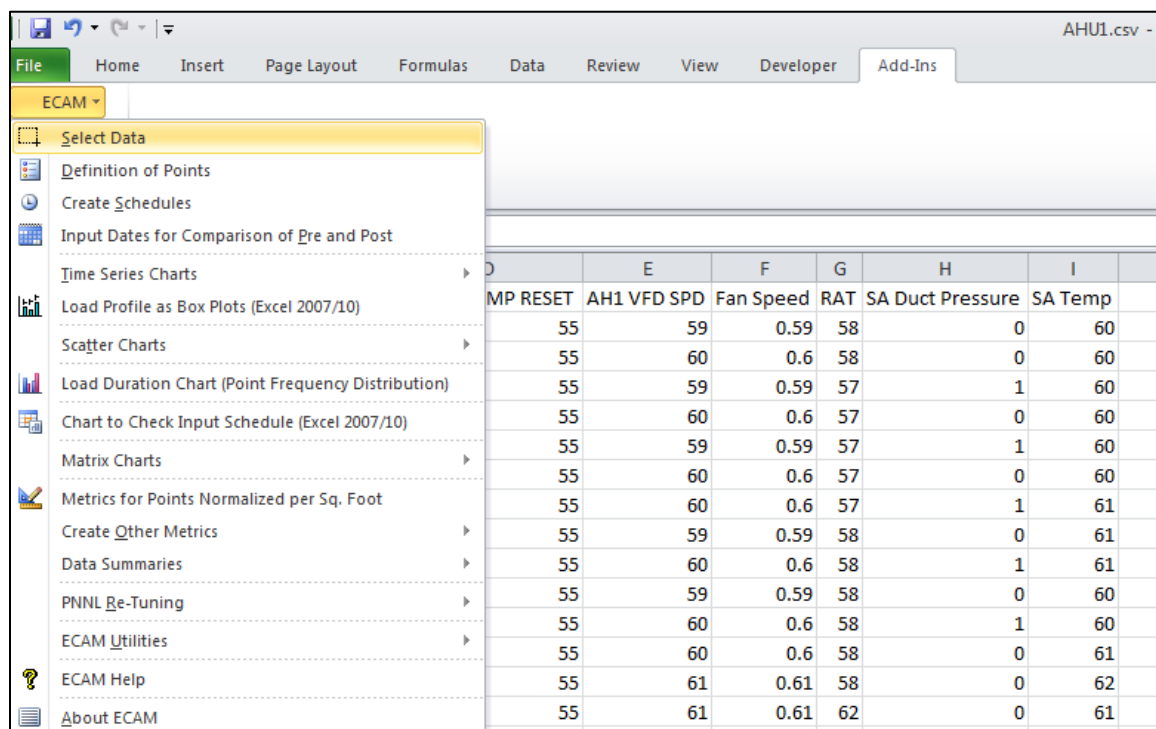 AHU1.csv -
File Home Insert Page Layout Formulas Data Review View Developer Add-Ins
ECAM
Select Data
Definition of Points
Create Schedules
Input Dates for Comparison of Pre and Post
Time Series Charts
Load Profile as Box Plots (Excel 2007/10)
Scatter Charts
Load Duration Chart (Point Frequency Distribution)
Chart to Check Input Schedule (Excel 2007/10)
Matrix Charts
Metrics for Points Normalized per Sq. Foot
Create Other Metrics
Data Summaries
PNNL Re-Tuning
ECAM Utilities
ECAM Help
About ECAM
E F G H I
MP RESET AH1 VFD SPD Fan Speed RAT SA Duct Pressure SA Temp
55 59 0.59 58 0 60
55 60 0.6 58 0 60
55 59 0.59 57 1 60
55 60 0.6 57 0 60
55 59 0.59 57 1 60
55 60 0.6 57 0 60
55 60 0.6 57 1 61
55 59 0.59 58 0 61
55 60 0.6 58 1 61
55 59 0.59 58 0 60
55 60 0.6 58 1 60
55 60 0.6 58 0 61
55 61 0.61 58 0 62
55 61 0.61 62 0 61